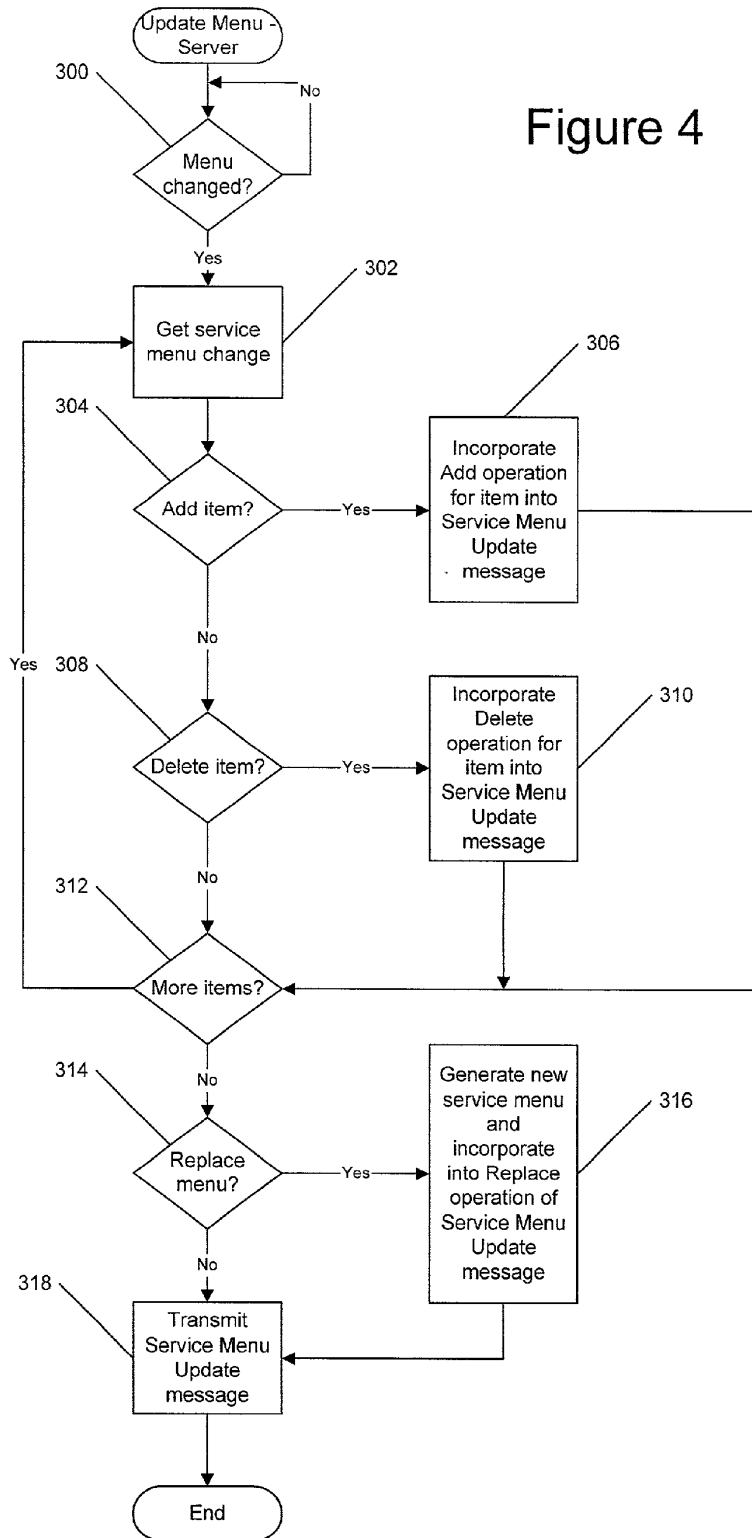 Update Menu -
Server
300
No
Figure 4
Menu
changed?
Yes
302
Get service
menu change
306
304
Incorporate
Add operation
for item into
Service Menu
Update
message
Add item?
Yes
No
Yes
308
310
Incorporate
Delete
operation for
item into
Service Menu
Update
message
Delete item?
Yes
No
312
More items?
No
314
Generate new
service menu
and
incorporate
into Replace
operation of
Service Menu
Update
message
316
Replace
menu?
Yes
No
318
Transmit
Service Menu
Update
message
End